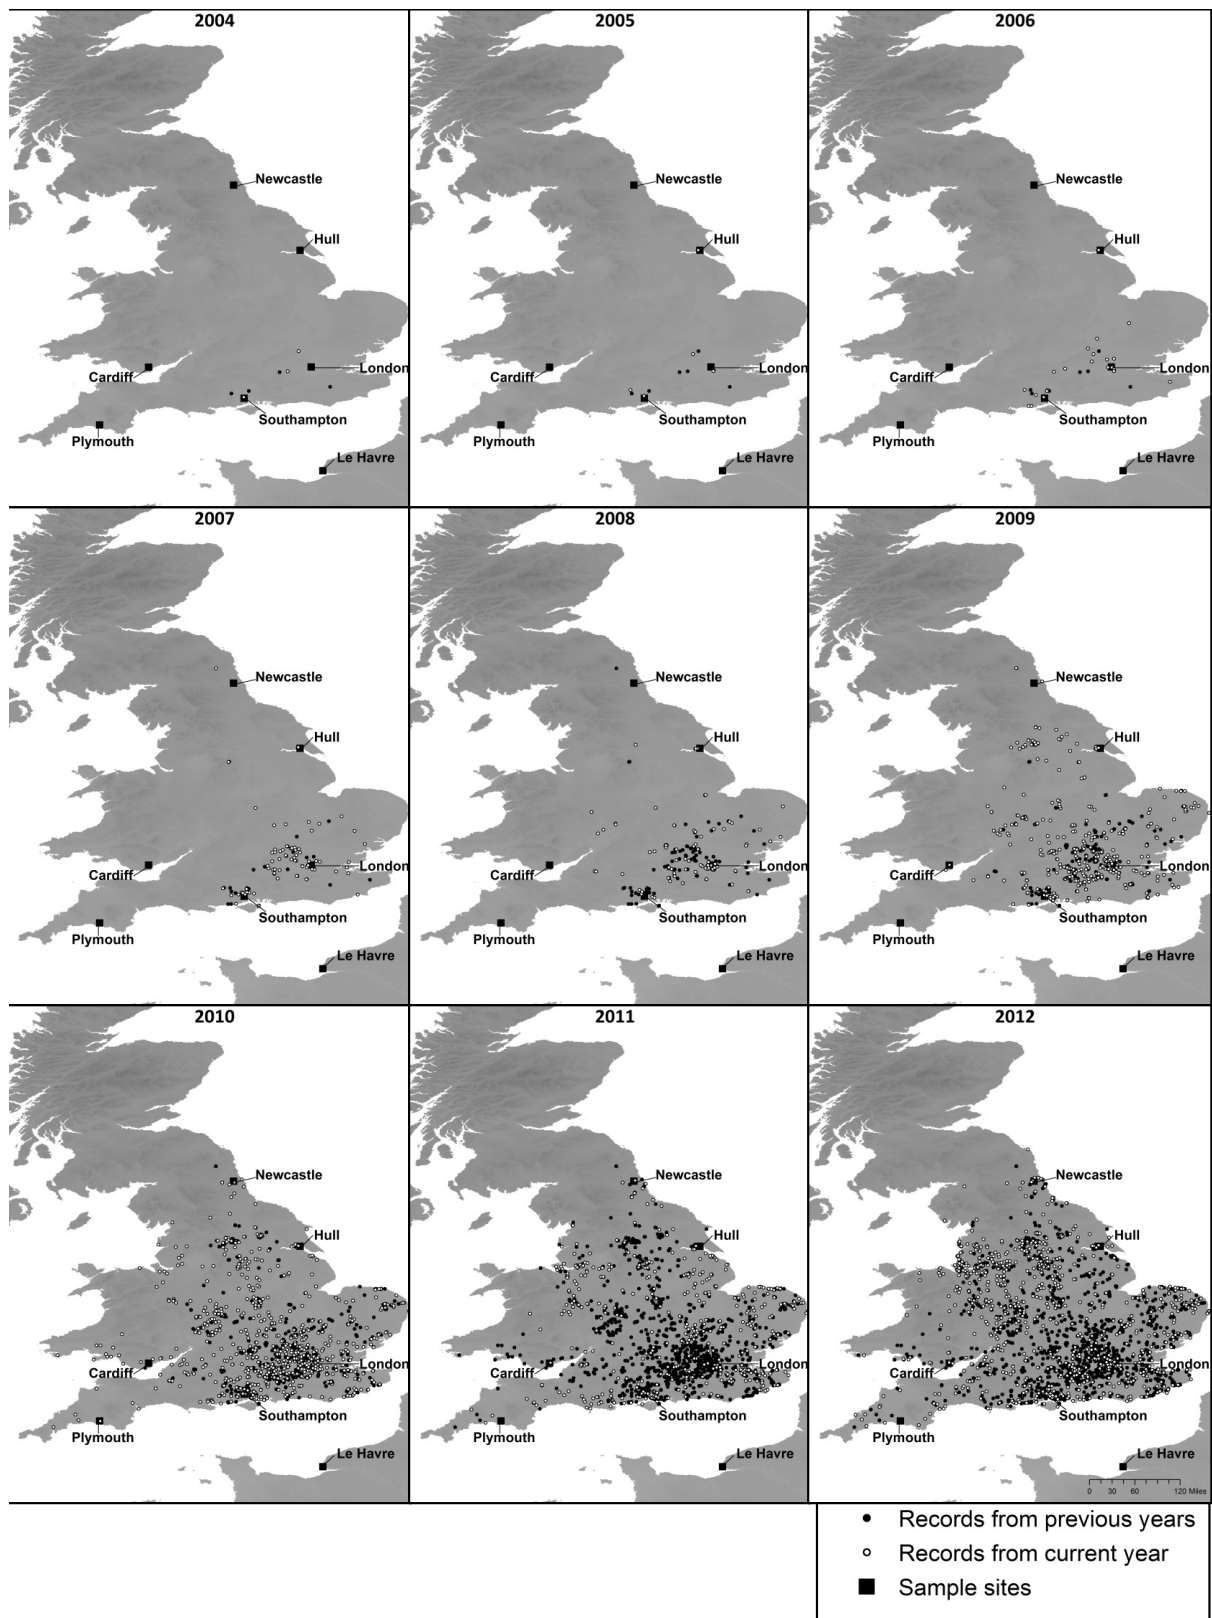 2004
Newcastle
Hull
London
Cardiff
Southampton
Plymouth
Le Havre
2005
Newcastle
Hull
London
Cardiff
Southampton
Plymouth
Le Havre
2006
Newcastle
Hull
London
Cardiff
Southampton
Plymouth
Le Havre
2007
Newcastle
Hull
London
Cardiff
Southampton
Plymouth
Le Havre
2008
Newcastle
Hull
London
Cardiff
Southampton
Plymouth
Le Havre
2009
Newcastle
Hull
London
Cardiff
Southampton
Plymouth
Le Havre
2010
Newcastle
Hull
London
Cardiff
Southampton
Plymouth
Le Havre
2011
Newcastle
Hull
London
Cardiff
Southampton
Plymouth
Le Havre
2012
Newcastle
Hull
London
Cardiff
Southampton
Plymouth
Le Havre
0 30 60 120 Miles
Records from previous years
Records from current year
Sample sites